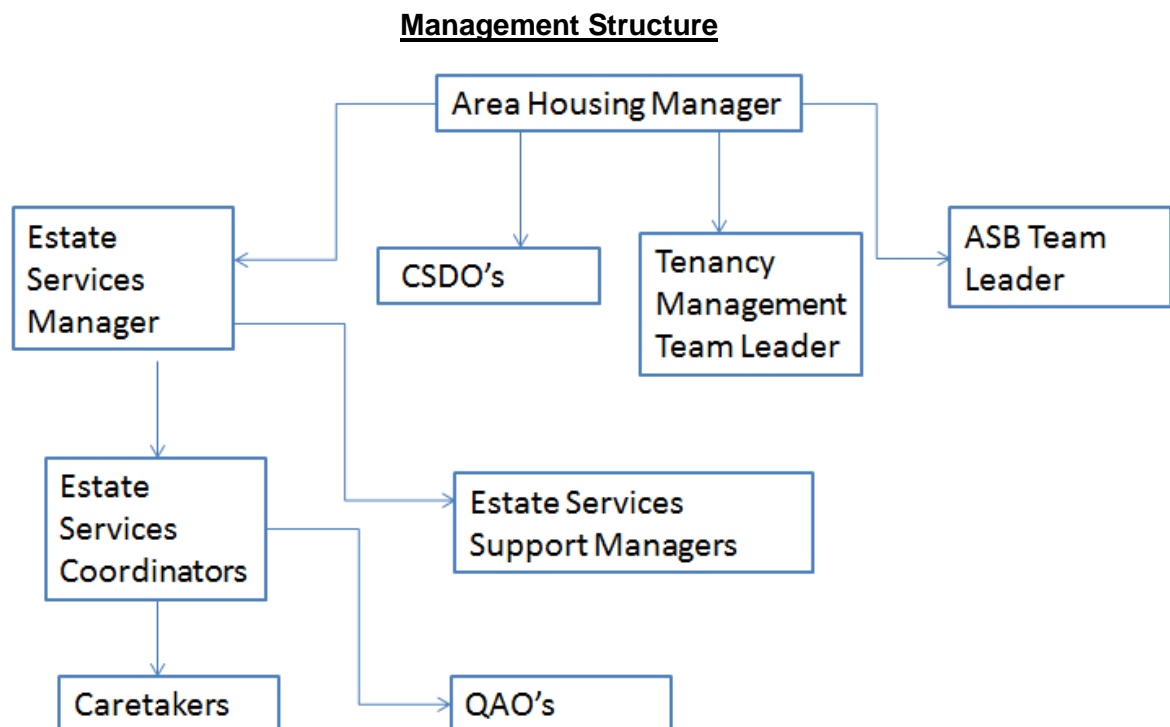 Management Structure
Area Housing Manager
Estate
Services
Manager
CSDO’s
Tenancy
Management
Team Leader
ASB Team
Leader
Estate
Services
Coordinators
Estate Services
Support Managers
Caretakers
QAO’s